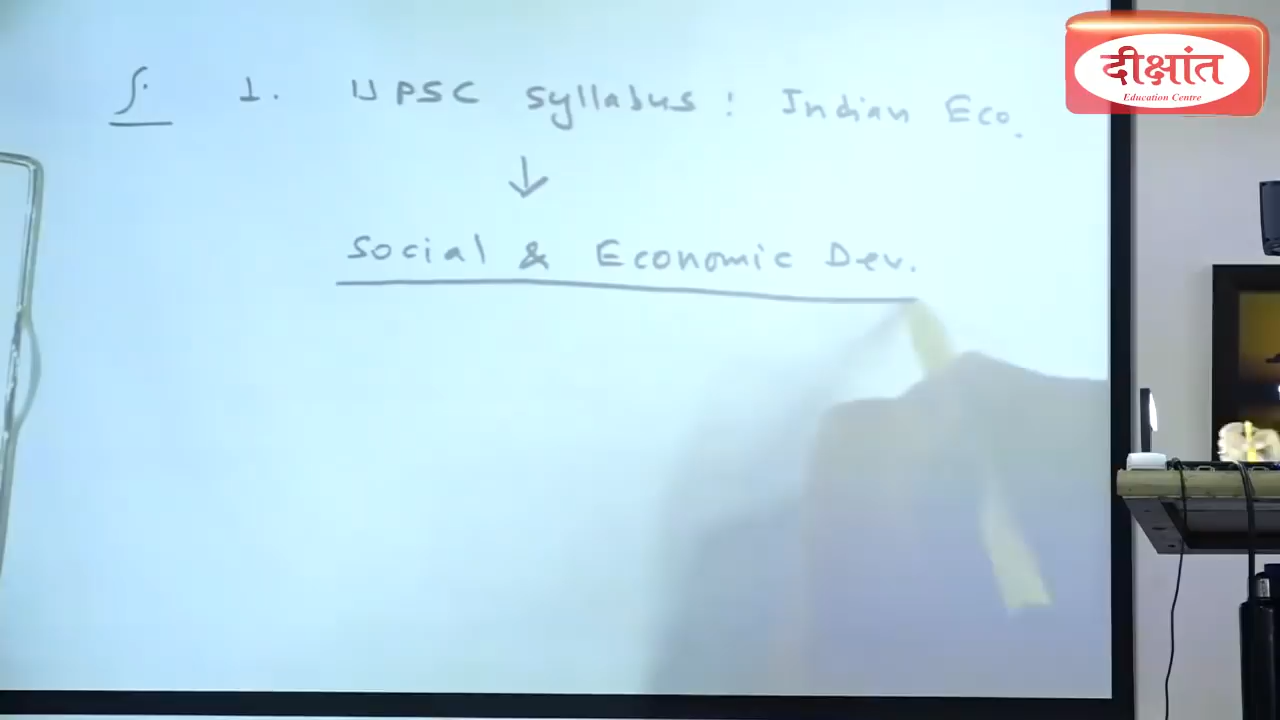 दीक्षांत
Education Centre
1. UPSC Syllabus : Indian Eco.
↓
Social & Economic Dev.